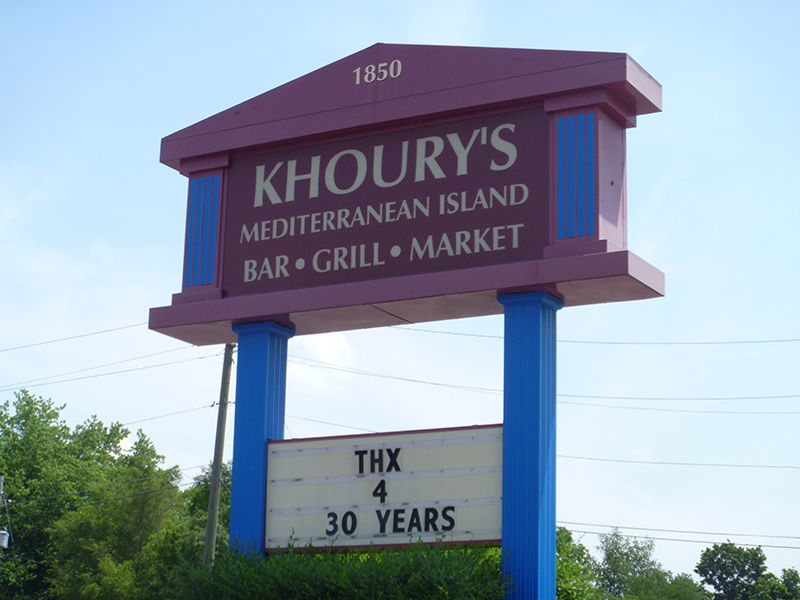 1850
KHOURY'S
MEDITERRANEAN ISLAND
BAR • GRILL • MARKET
THX
4
30 YEARS